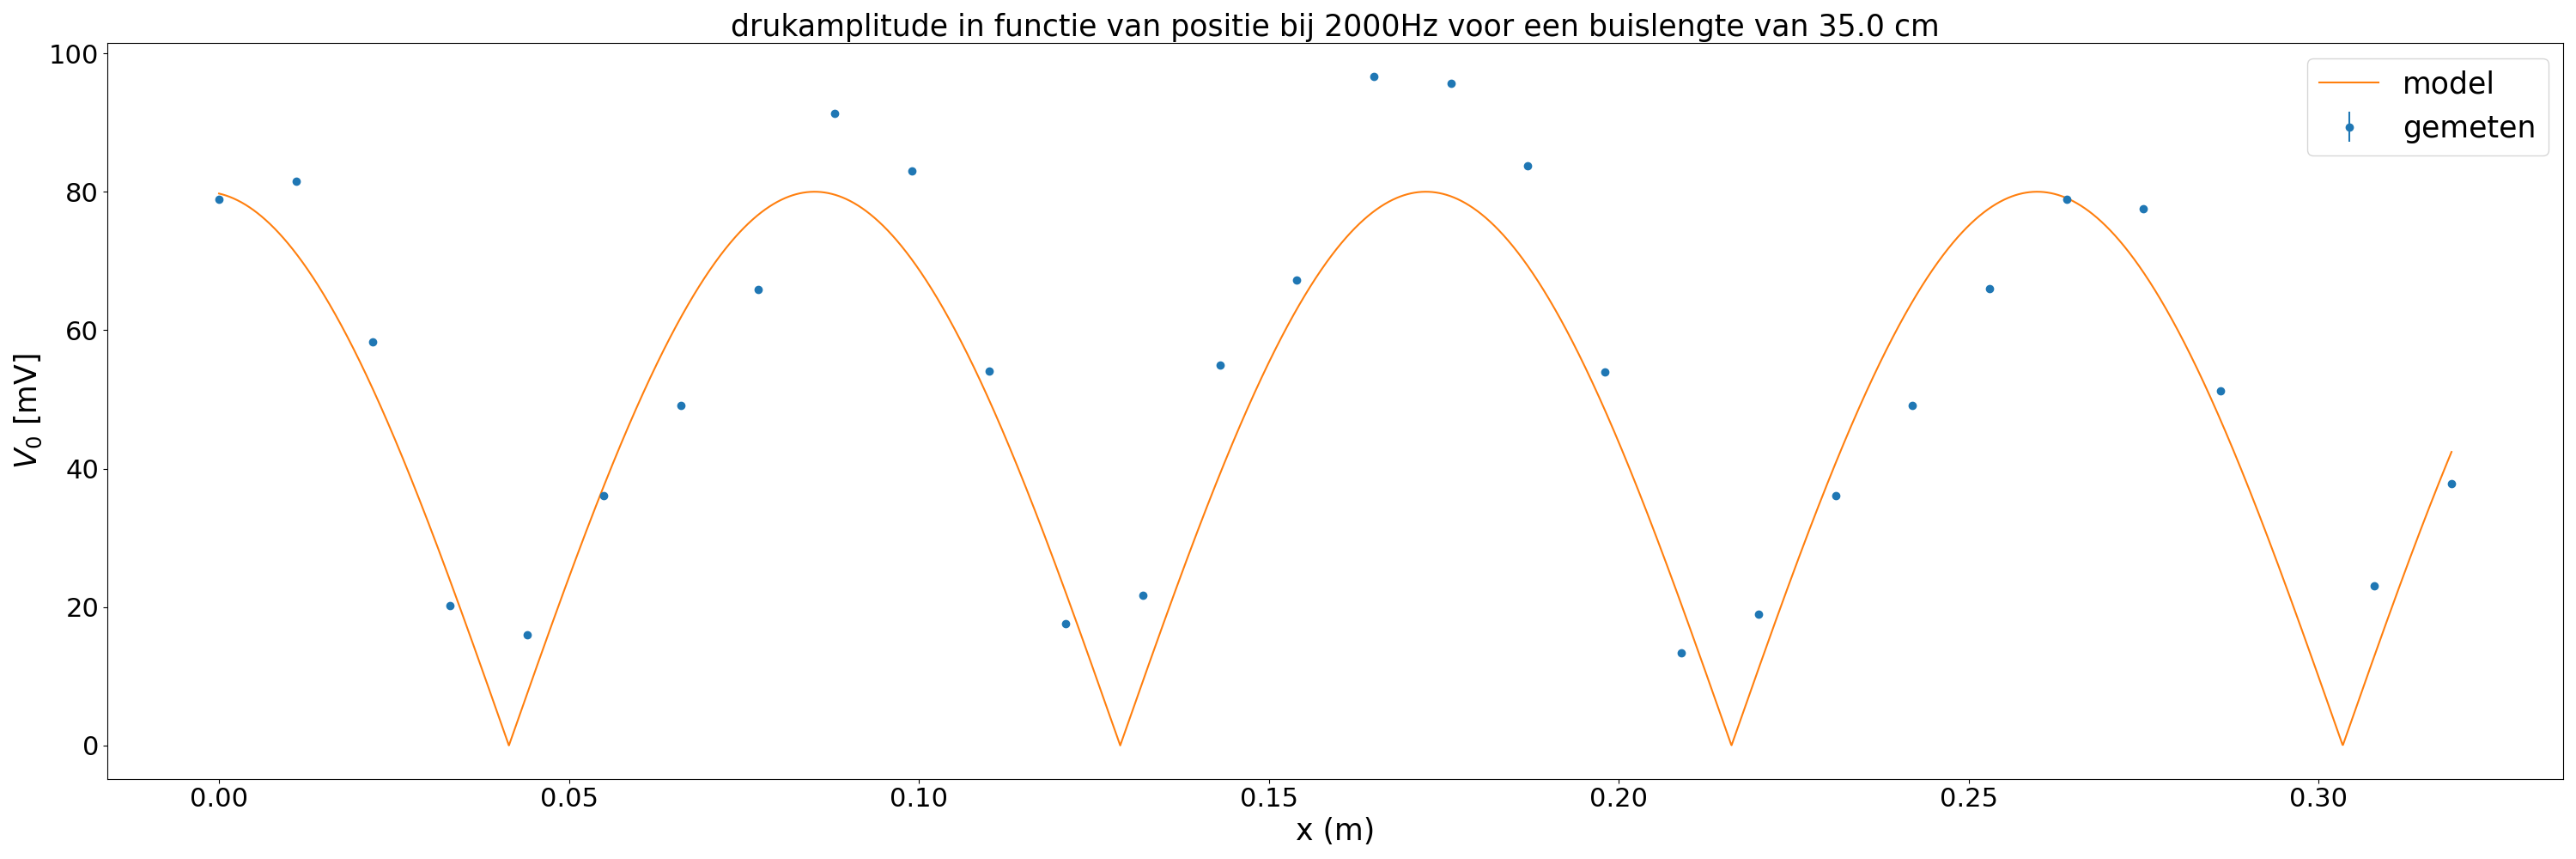 drukamplitude in functie van positie bij 2000Hz voor een buislengte van 35.0 cm
100
80
60
40
20
0
V₀ [mV]
model
gemeten
0.00 0.05 0.10 0.15 0.20 0.25 0.30
x (m)